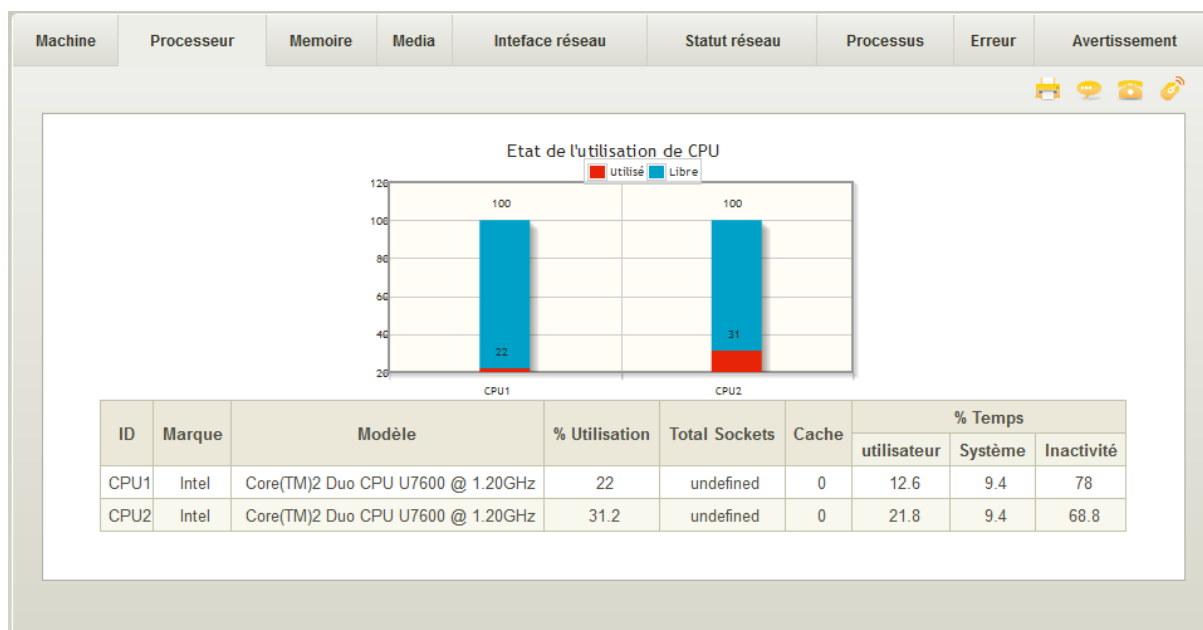 Machine Processeur Memoire Media Inteface réseau Statut réseau Processus Erreur Avertissement
Etat de l'utilisation de CPU
Utilisé Libre
120
100 100
100
80
60
40
31
22
20
CPU1 CPU2
ID Marque Modèle % Utilisation Total Sockets Cache % Temps
utilisateur Système Inactivité
CPU1 Intel Core(TM)2 Duo CPU U7600 @ 1.20GHz 22 undefined 0 12.6 9.4 78
CPU2 Intel Core(TM)2 Duo CPU U7600 @ 1.20GHz 31.2 undefined 0 21.8 9.4 68.8